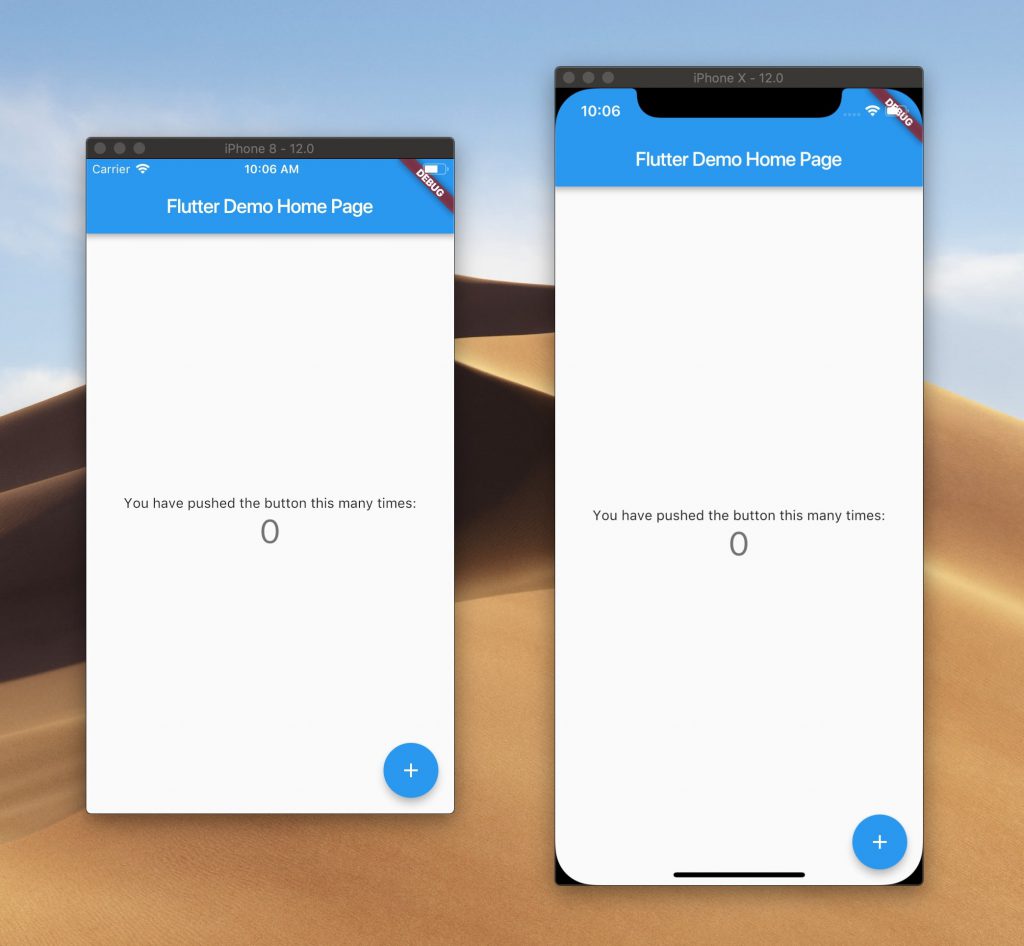 iPhone 8 - 12.0
Carrier 10:06 AM
DEBUG
Flutter Demo Home Page
You have pushed the button this many times:
0
+
iPhone X - 12.0
10:06
DEBUG
Flutter Demo Home Page
You have pushed the button this many times:
0
+